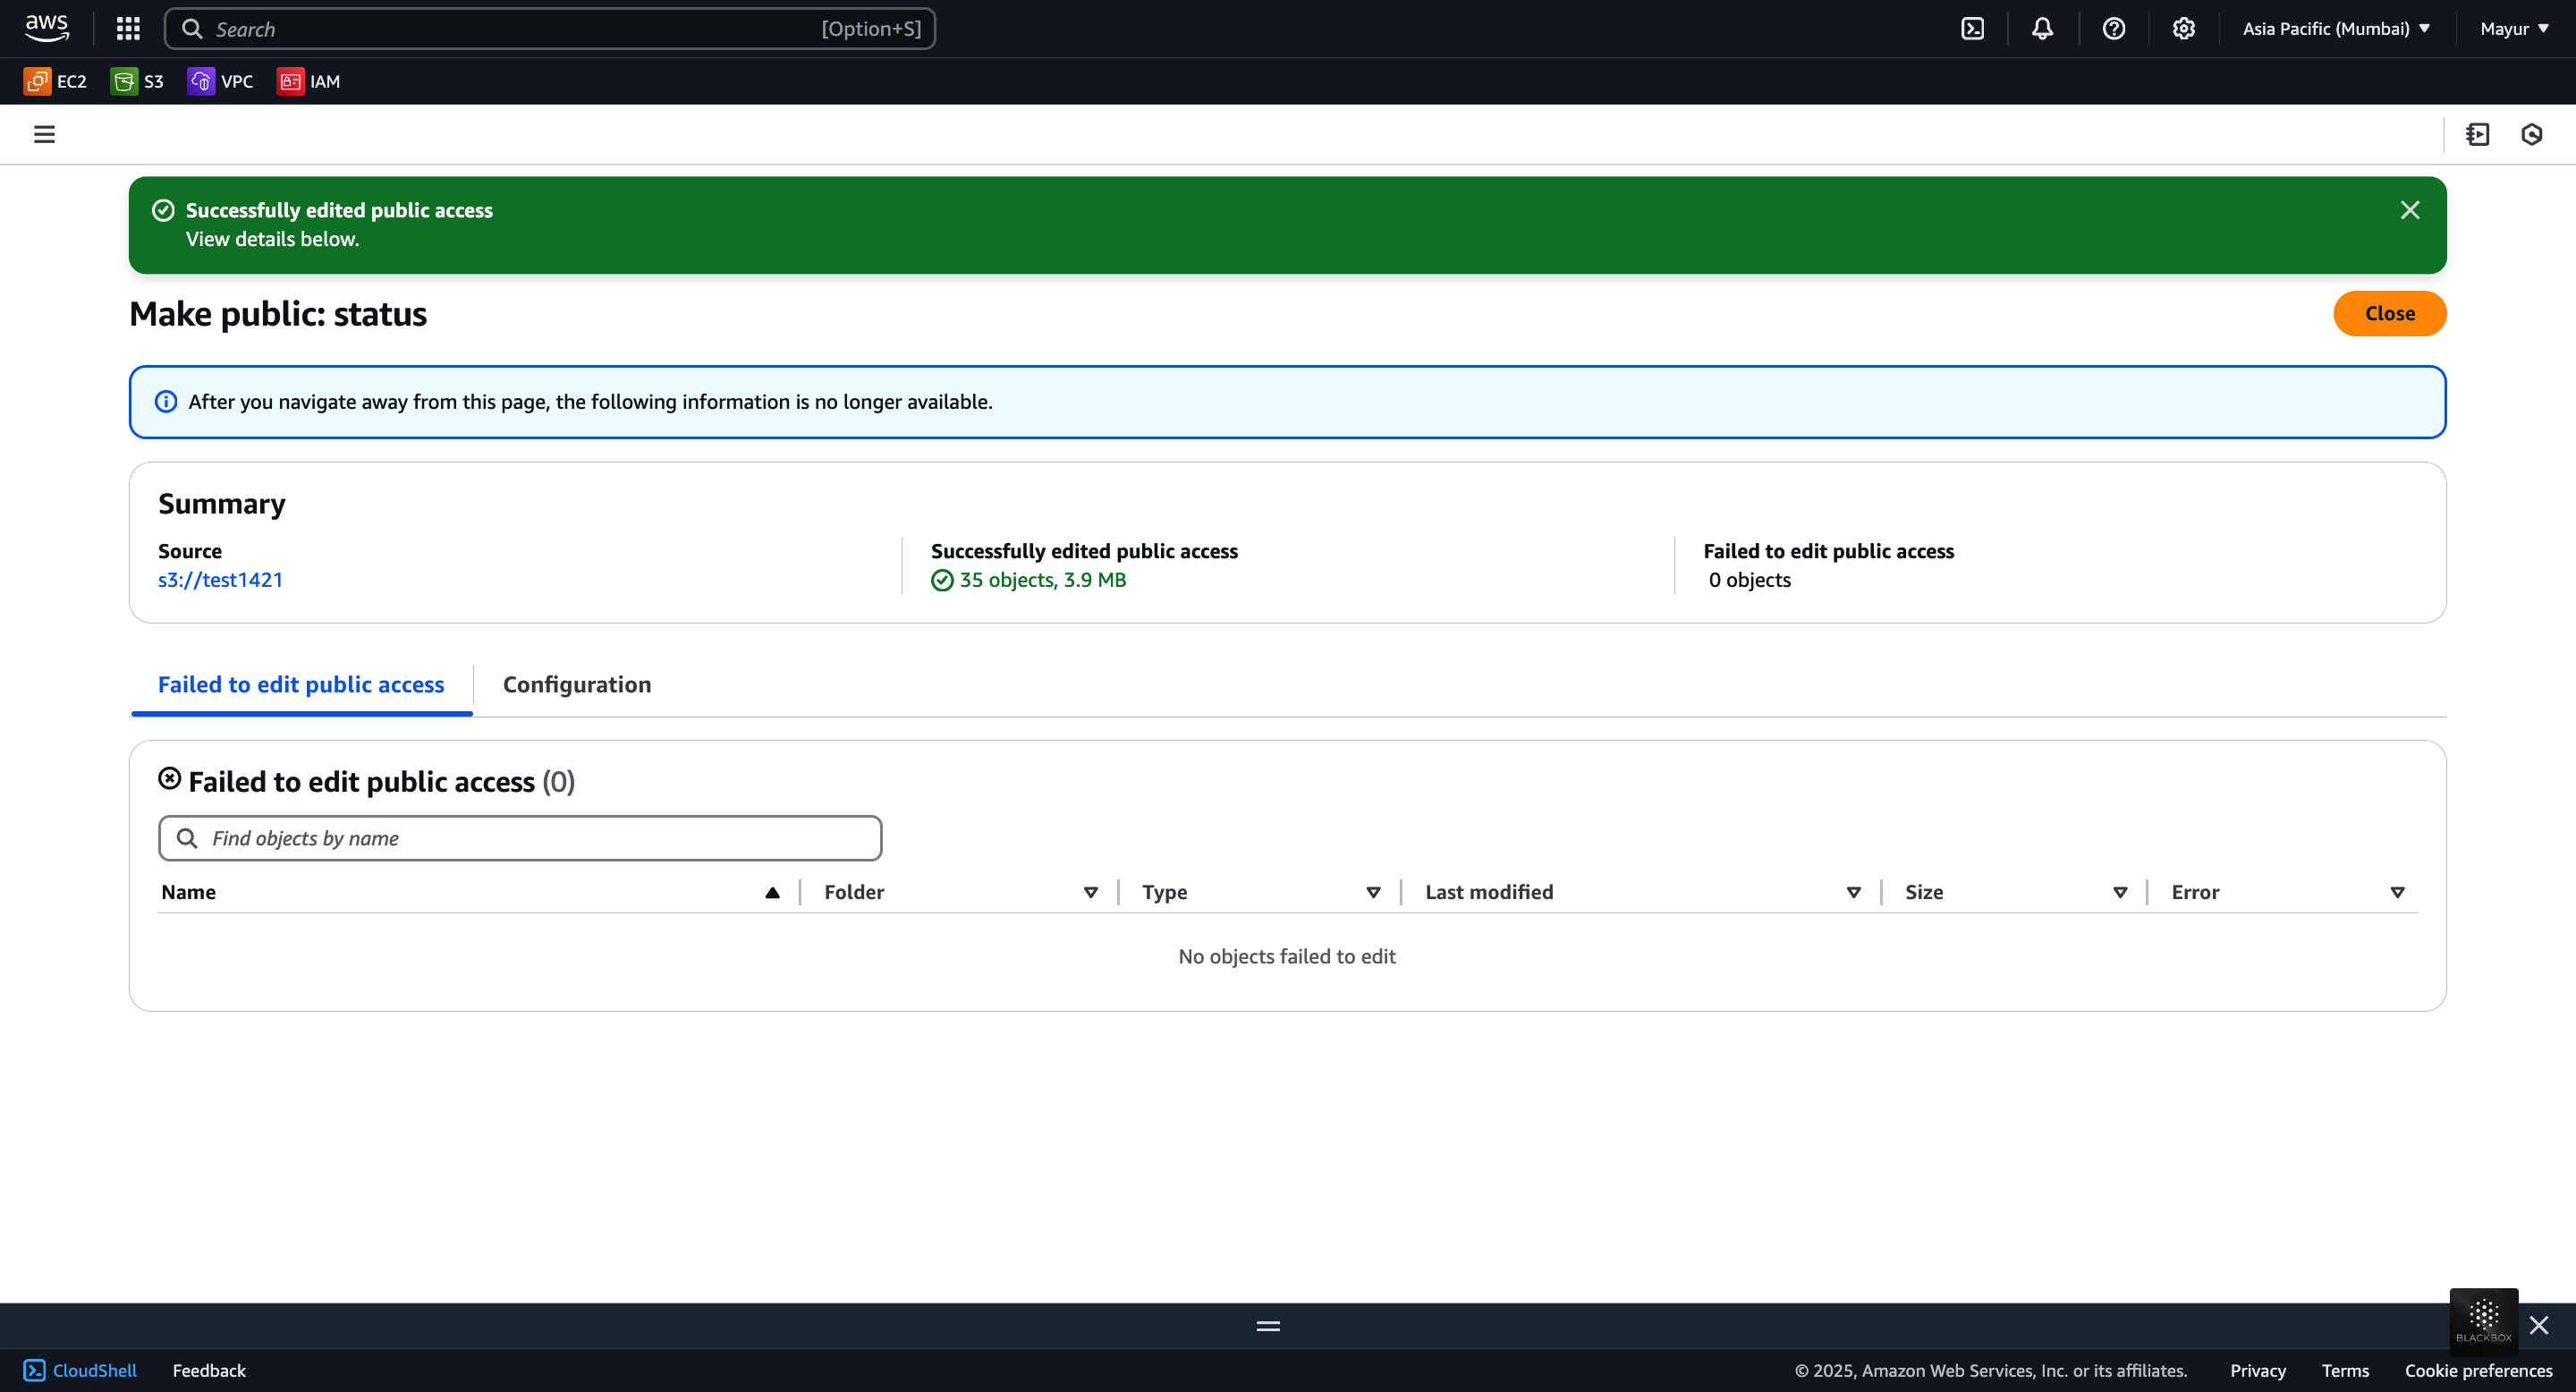 aws
Search [Option+S]
Asia Pacific (Mumbai) Mayur
EC2 S3 VPC IAM
Successfully edited public access
View details below.
Make public: status
Close
After you navigate away from this page, the following information is no longer available.
Summary
Source
s3://test1421
Successfully edited public access
35 objects, 3.9 MB
Failed to edit public access
0 objects
Failed to edit public access Configuration
Failed to edit public access (0)
Find objects by name
Name Folder Type Last modified Size Error
No objects failed to edit
BLACKBOX
CloudShell Feedback © 2025, Amazon Web Services, Inc. or its affiliates. Privacy Terms Cookie preferences